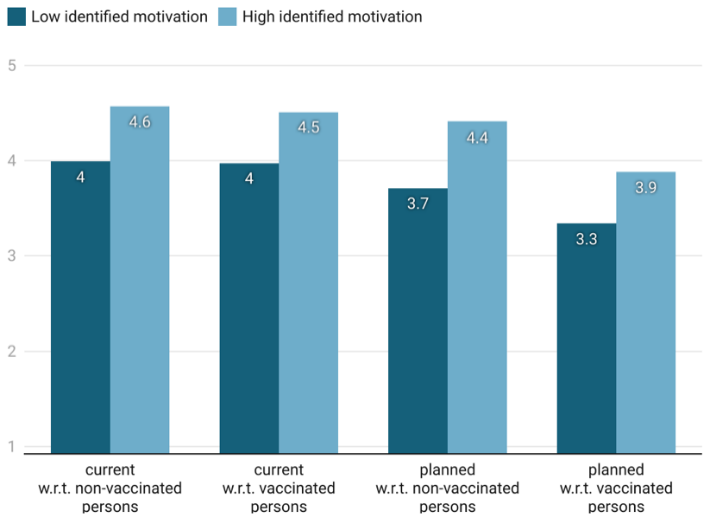 Low identified motivation High identified motivation
5
4.6
4.5
4.4
4
4
4
3.9
3.7
3.3
3
2
1
current
w.r.t. non-vaccinated
persons
current
w.r.t. vaccinated
persons
planned
w.r.t. non-vaccinated
persons
planned
w.r.t. vaccinated
persons